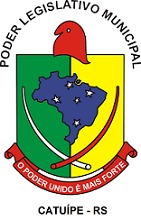 PODER LEGISLATIVO MUNICIPAL
O PODER UNIDO É MAIS FORTE
CATUÍPE - RS